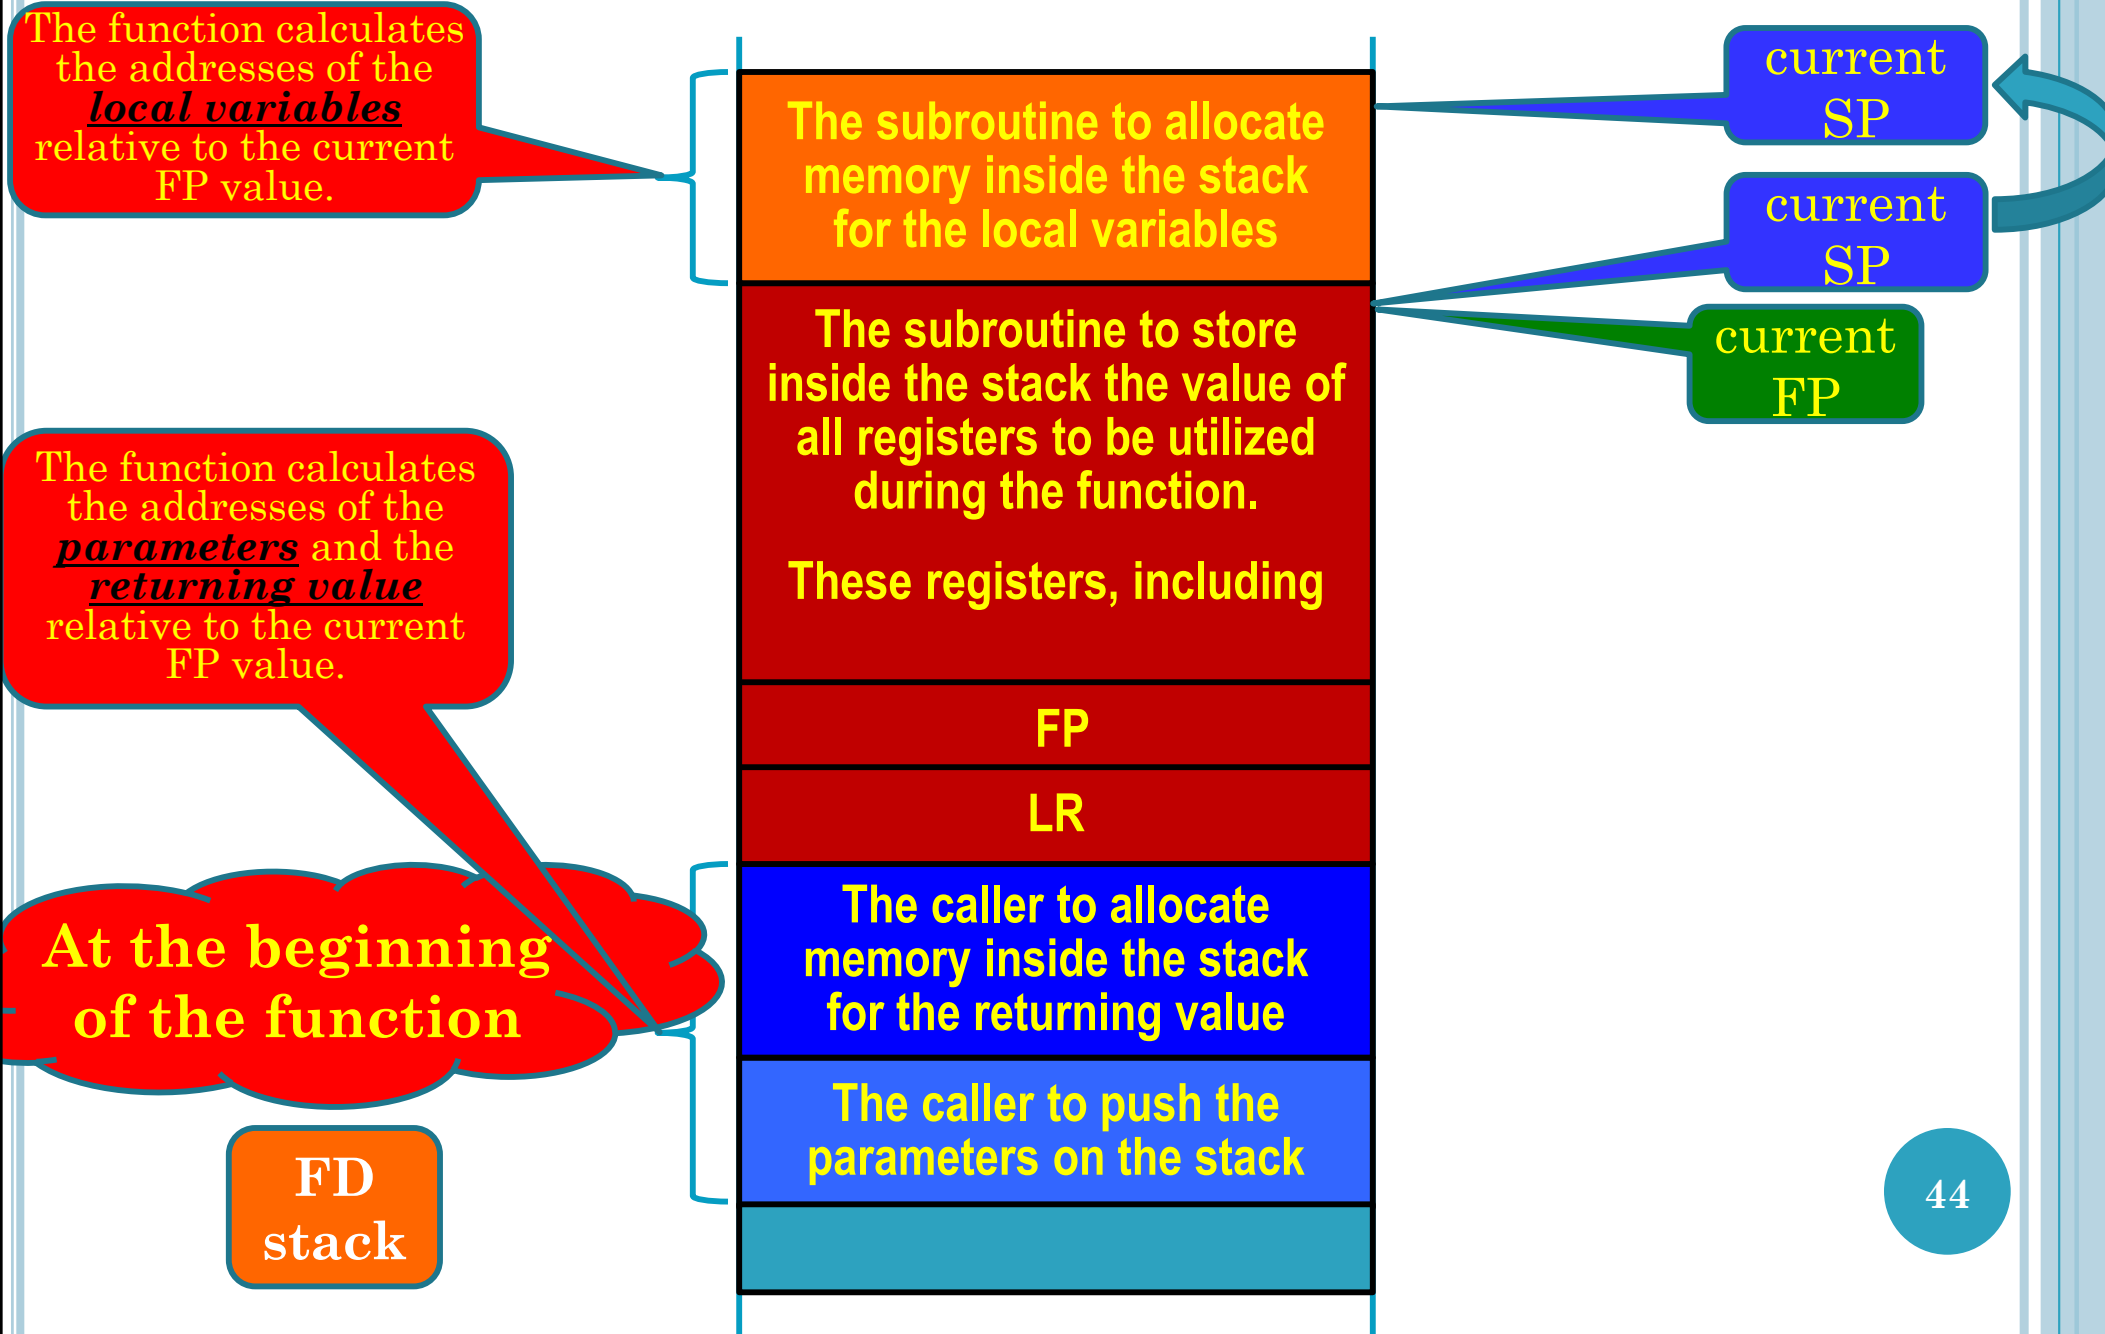 The function calculates
the addresses of the
local variables
relative to the current
FP value.
The subroutine to allocate
memory inside the stack
for the local variables
current
SP
current
SP
current
FP
The subroutine to store
inside the stack the value of
all registers to be utilized
during the function.
These registers, including
The function calculates
the addresses of the
parameters and the
returning value
relative to the current
FP value.
FP
LR
At the beginning
of the function
The caller to allocate
memory inside the stack
for the returning value
The caller to push the
parameters on the stack
FD
stack
44